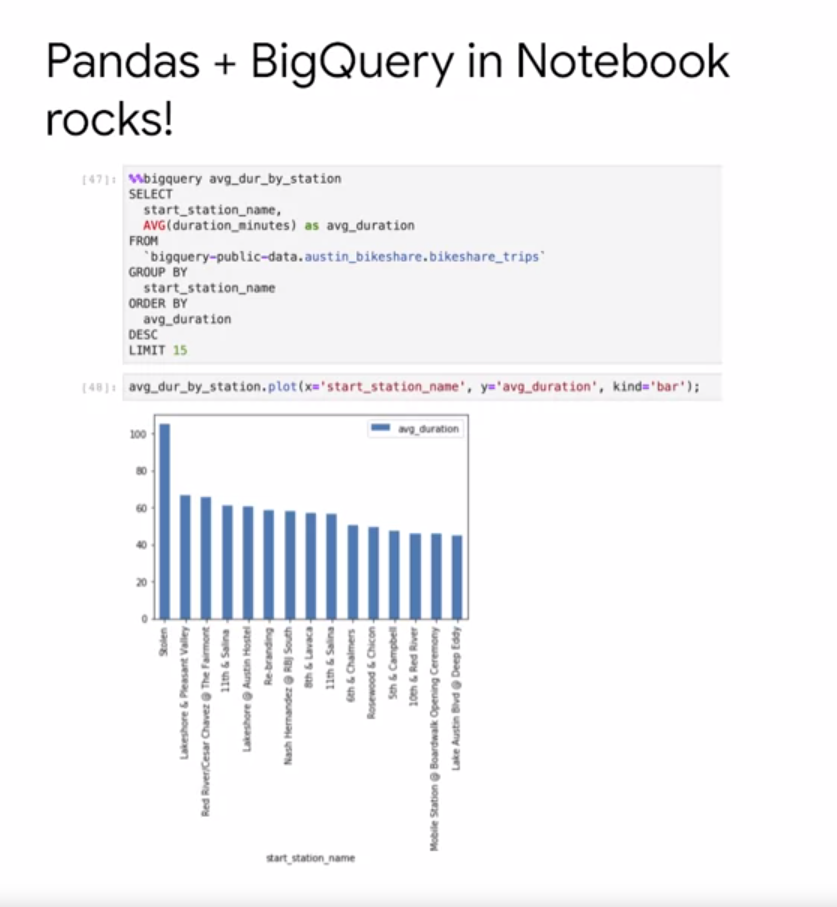 Pandas + BigQuery in Notebook
rocks!
[47]: %%bigquery avg_dur_by_station
SELECT
start_station_name,
AVG(duration_minutes) as avg_duration
FROM
`bigquery-public-data.austin_bikeshare.bikeshare_trips`
GROUP BY
start_station_name
ORDER BY
avg_duration
DESC
LIMIT 15
[48]: avg_dur_by_station.plot(x='start_station_name', y='avg_duration', kind='bar');
avg_duration
100
80
60
40
20
0
Stolen
Lakeshore & Pleasant Valley
Red River/Cesar Chavez @ The Fairmont
11th & Salina
Lakeshore @ Austin Hostel
Re-branding
Nash Hernandez @ RBJ South
8th & Lavaca
11th & Salina
6th & Chalmers
Rosewood & Chicon
5th & Campbell
10th & Red River
Mobile Station @ Boardwalk Opening Ceremony
Lake Austin Blvd @ Deep Eddy
start_station_name